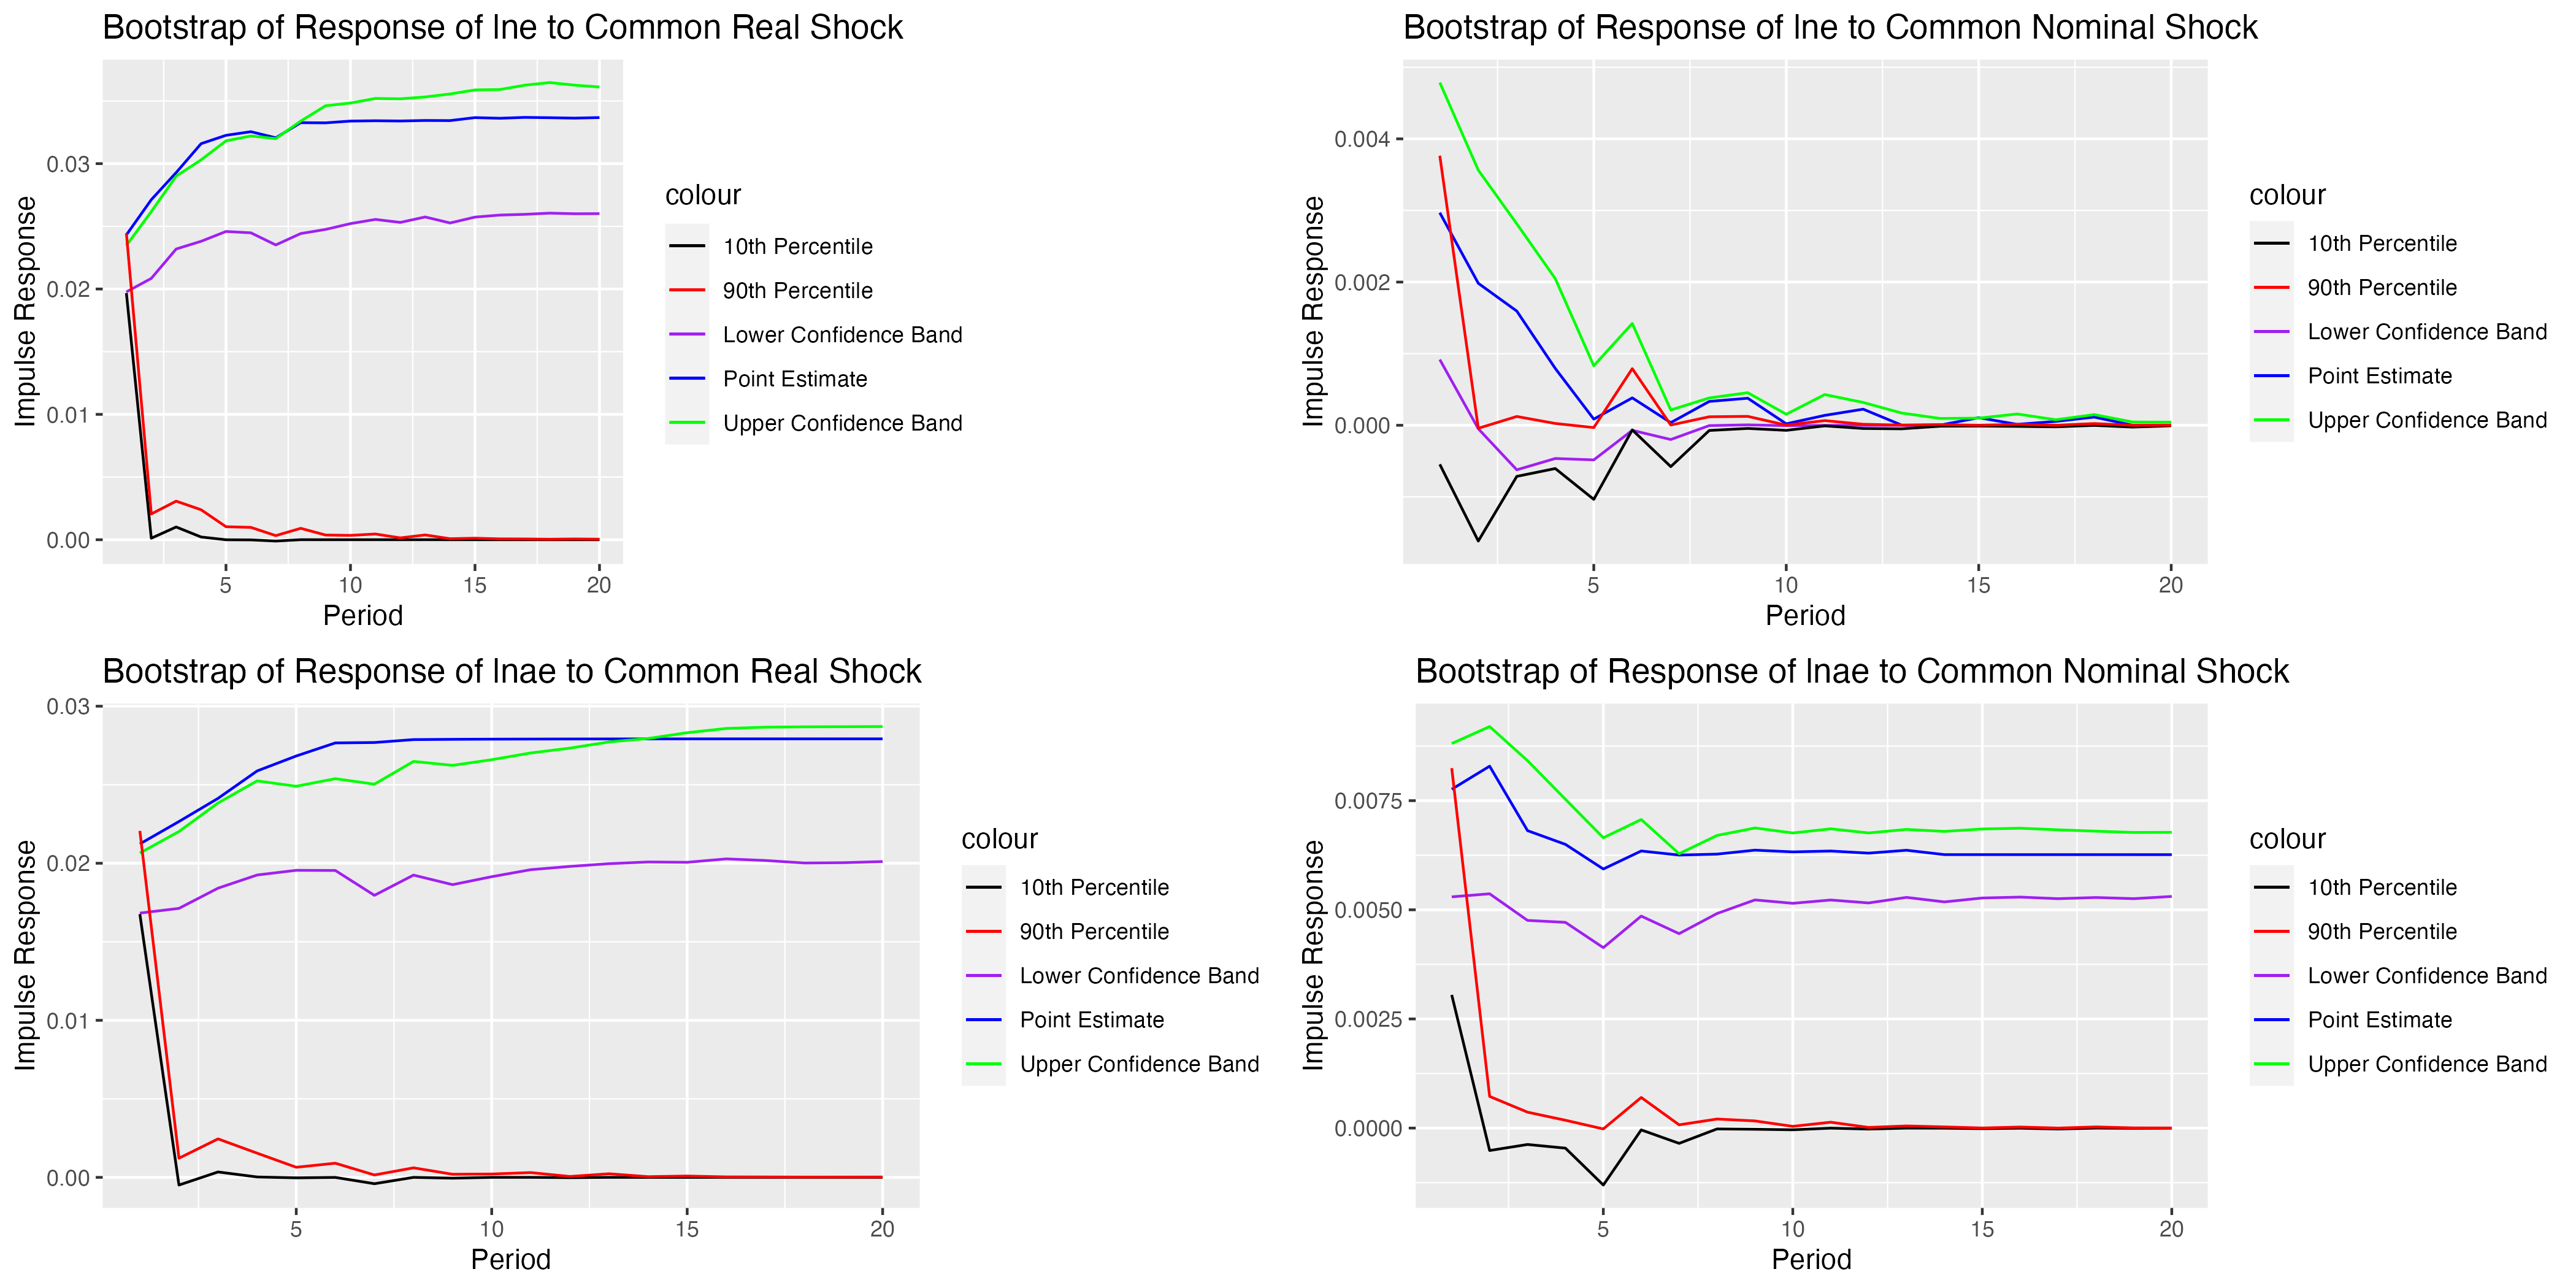 Bootstrap of Response of lne to Common Real Shock
Impulse Response
0.03
0.02
0.01
0.00
5 10 15 20
Period
colour
10th Percentile
90th Percentile
Lower Confidence Band
Point Estimate
Upper Confidence Band
Bootstrap of Response of lne to Common Nominal Shock
Impulse Response
0.004
0.002
0.000
5 10 15 20
Period
colour
10th Percentile
90th Percentile
Lower Confidence Band
Point Estimate
Upper Confidence Band
Bootstrap of Response of lnae to Common Real Shock
Impulse Response
0.03
0.02
0.01
0.00
5 10 15 20
Period
colour
10th Percentile
90th Percentile
Lower Confidence Band
Point Estimate
Upper Confidence Band
Bootstrap of Response of lnae to Common Nominal Shock
Impulse Response
0.0075
0.0050
0.0025
0.0000
5 10 15 20
Period
colour
10th Percentile
90th Percentile
Lower Confidence Band
Point Estimate
Upper Confidence Band